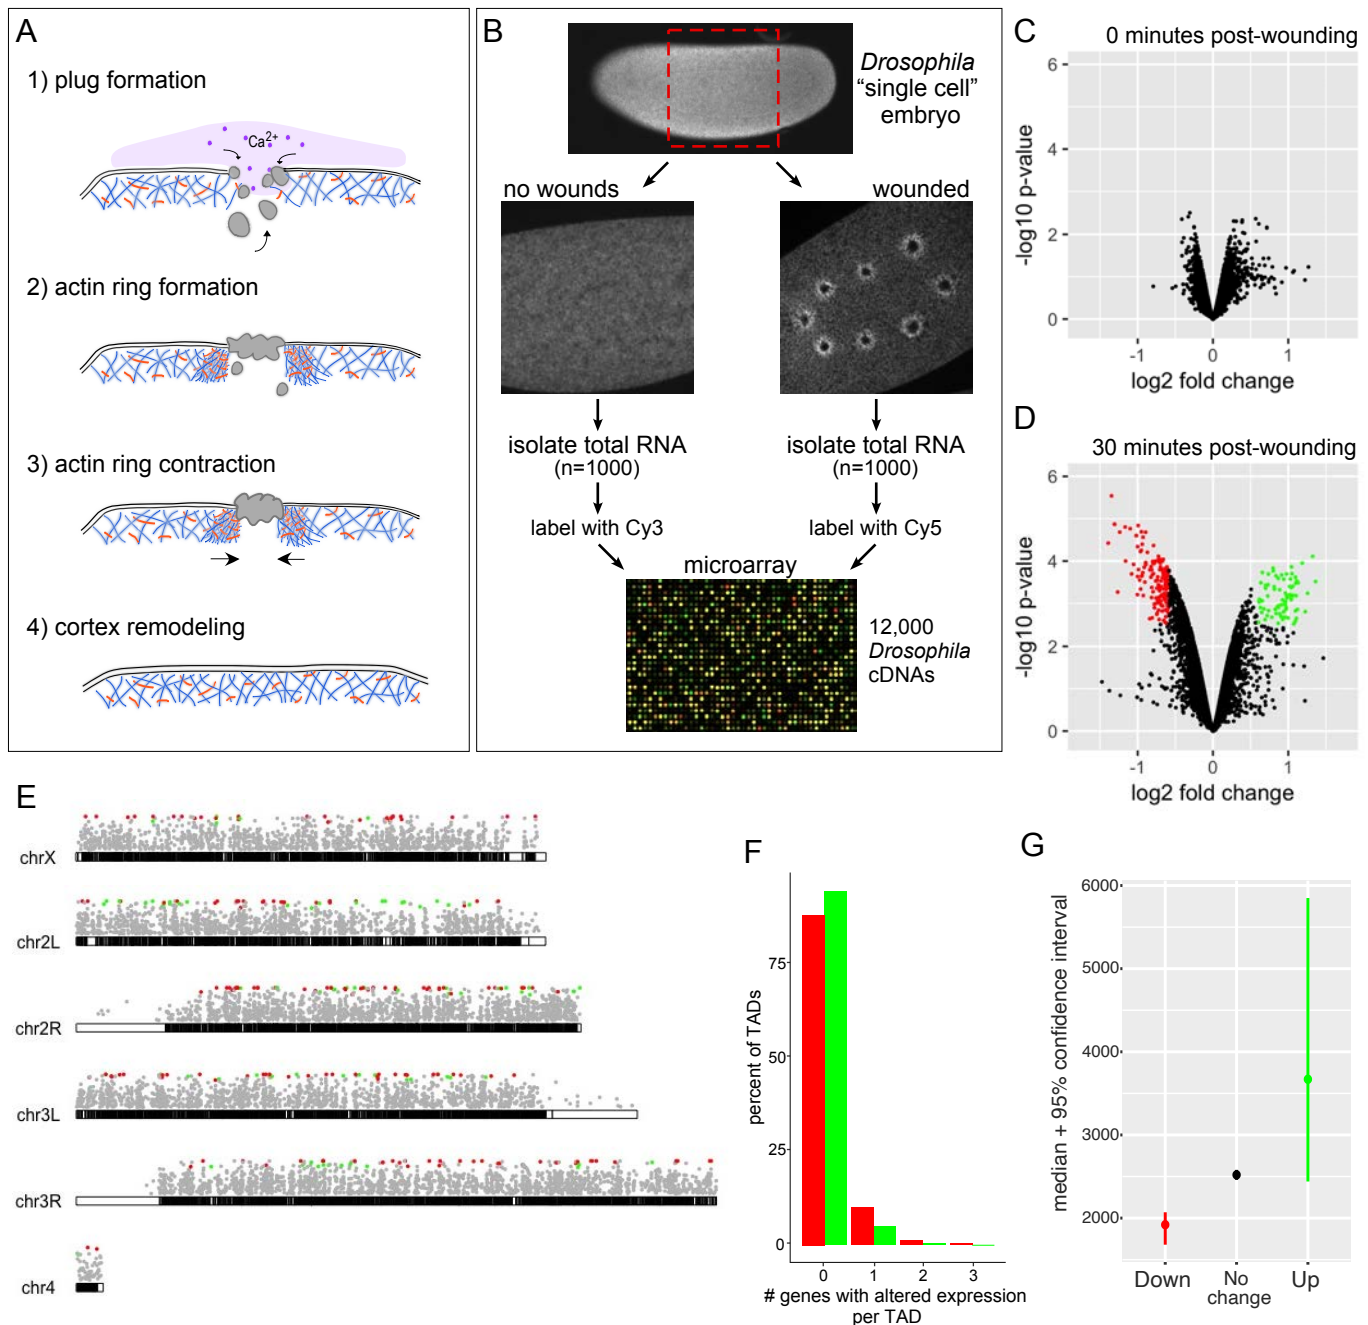 A
1) plug formation
Ca2+
2) actin ring formation
3) actin ring contraction
4) cortex remodeling
B
Drosophila
“single cell”
embryo
no wounds
wounded
isolate total RNA
(n=1000)
isolate total RNA
(n=1000)
label with Cy3
label with Cy5
microarray
12,000
Drosophila
cDNAs
C
0 minutes post-wounding
6
4
2
0
-log10 p-value
-1
0
1
log2 fold change
D
30 minutes post-wounding
6
4
2
0
-log10 p-value
-1
0
1
log2 fold change
E
chrX
chr2L
chr2R
chr3L
chr3R
chr4
F
percent of TADs
75
50
25
0
0
1
2
3
# genes with altered expression
per TAD
G
median + 95% confidence interval
6000
5000
4000
3000
2000
Down
No
change
Up